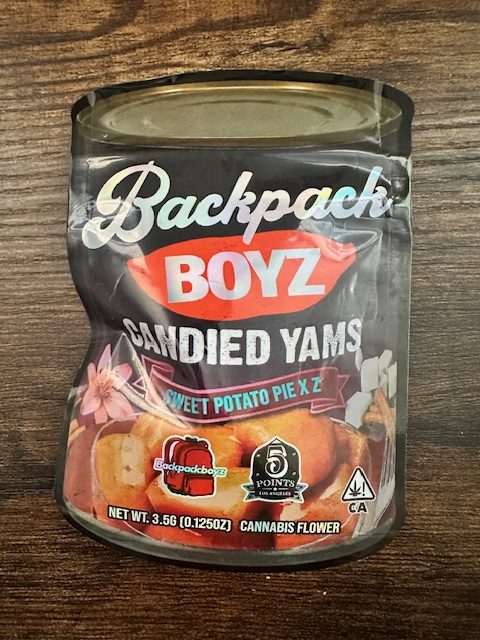 Backpack
BOYZ
CANDIED YAMS
SWEET POTATO PIE X Z
Backpackboyz
5
POINTS
LOS ANGELES
CA
NET WT. 3.5G (0.125OZ) CANNABIS FLOWER